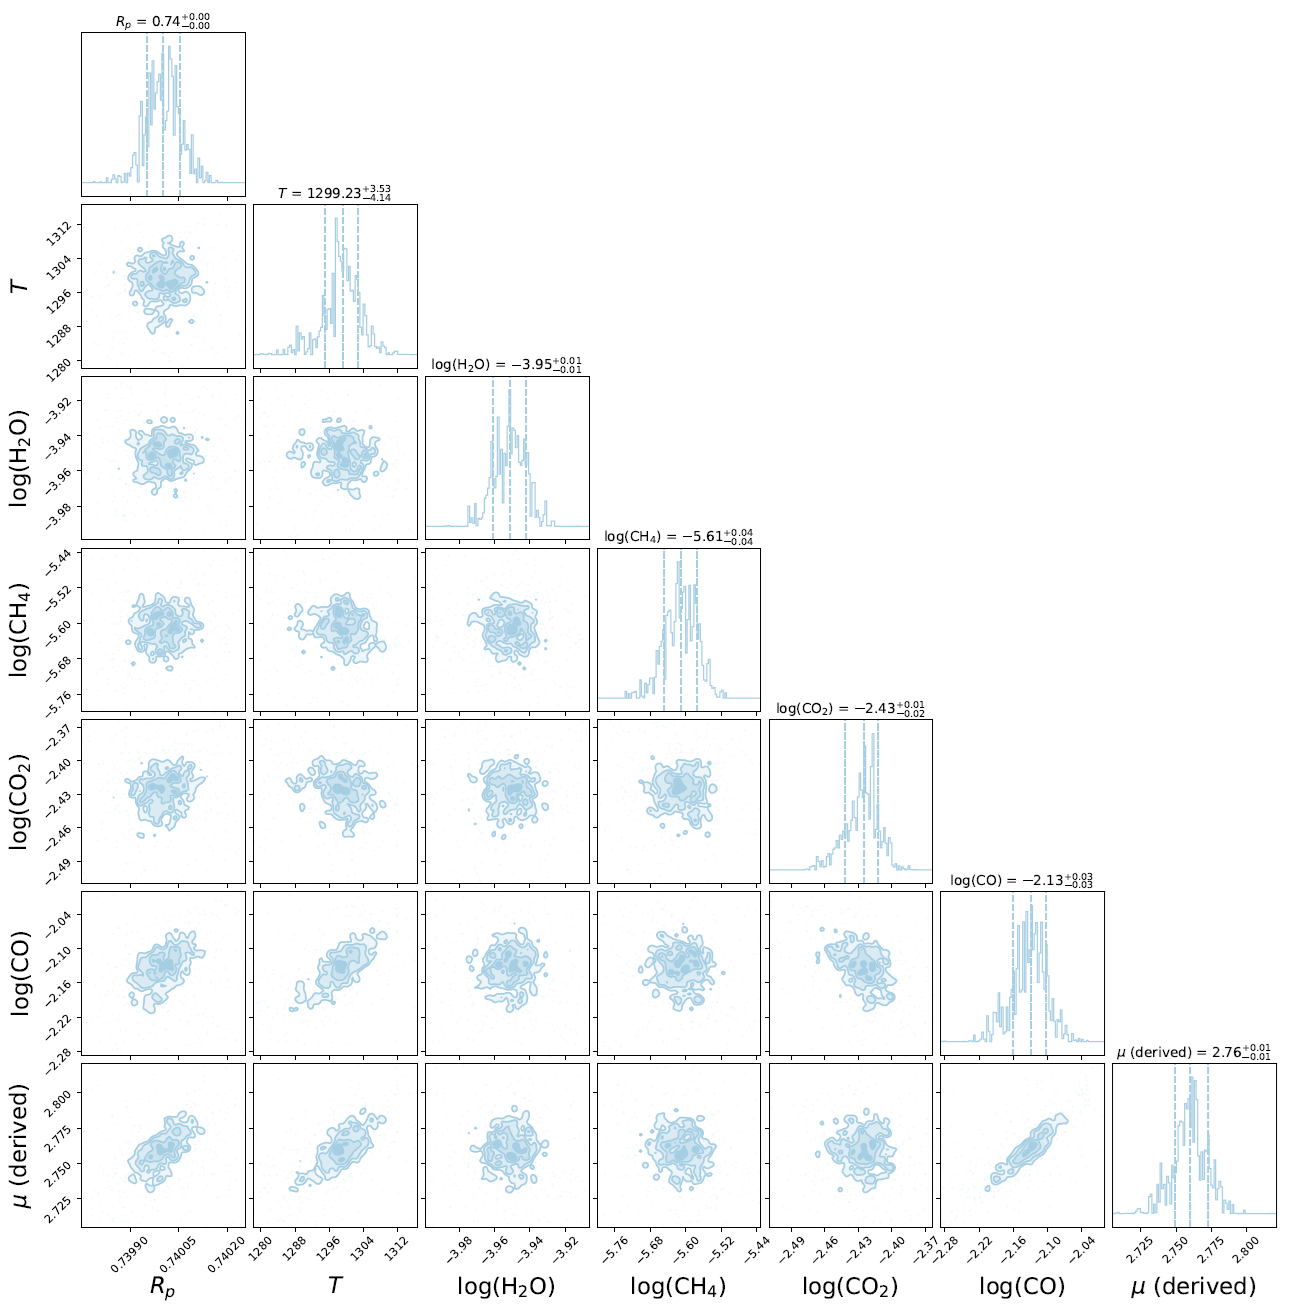 R_p = 0.74^{+0.00}_{-0.00}
T = 1299.23^{+3.53}_{-4.14}
T
1312
1304
1296
1288
1280
log(H₂O) = −3.95^{+0.01}_{-0.01}
log(H₂O)
−3.92
−3.94
−3.96
−3.98
log(CH₄) = −5.61^{+0.04}_{-0.04}
log(CH₄)
−5.44
−5.52
−5.60
−5.68
−5.76
log(CO₂) = −2.43^{+0.01}_{-0.02}
log(CO₂)
−2.37
−2.40
−2.43
−2.46
−2.49
log(CO) = −2.13^{+0.03}_{-0.03}
log(CO)
−2.04
−2.10
−2.16
−2.22
−2.28
μ (derived) = 2.76^{+0.01}_{-0.01}
μ (derived)
2.800
2.775
2.750
2.725
0.73990 0.74005 0.74020 1280 1288 1296 1304 1312 −3.98 −3.96 −3.94 −3.92 −5.76 −5.68 −5.60 −5.52 −5.44 −2.49 −2.46 −2.43 −2.40 −2.37 −2.28 −2.22 −2.16 −2.10 −2.04 2.725 2.750 2.775 2.800
R_p T log(H₂O) log(CH₄) log(CO₂) log(CO) μ (derived)